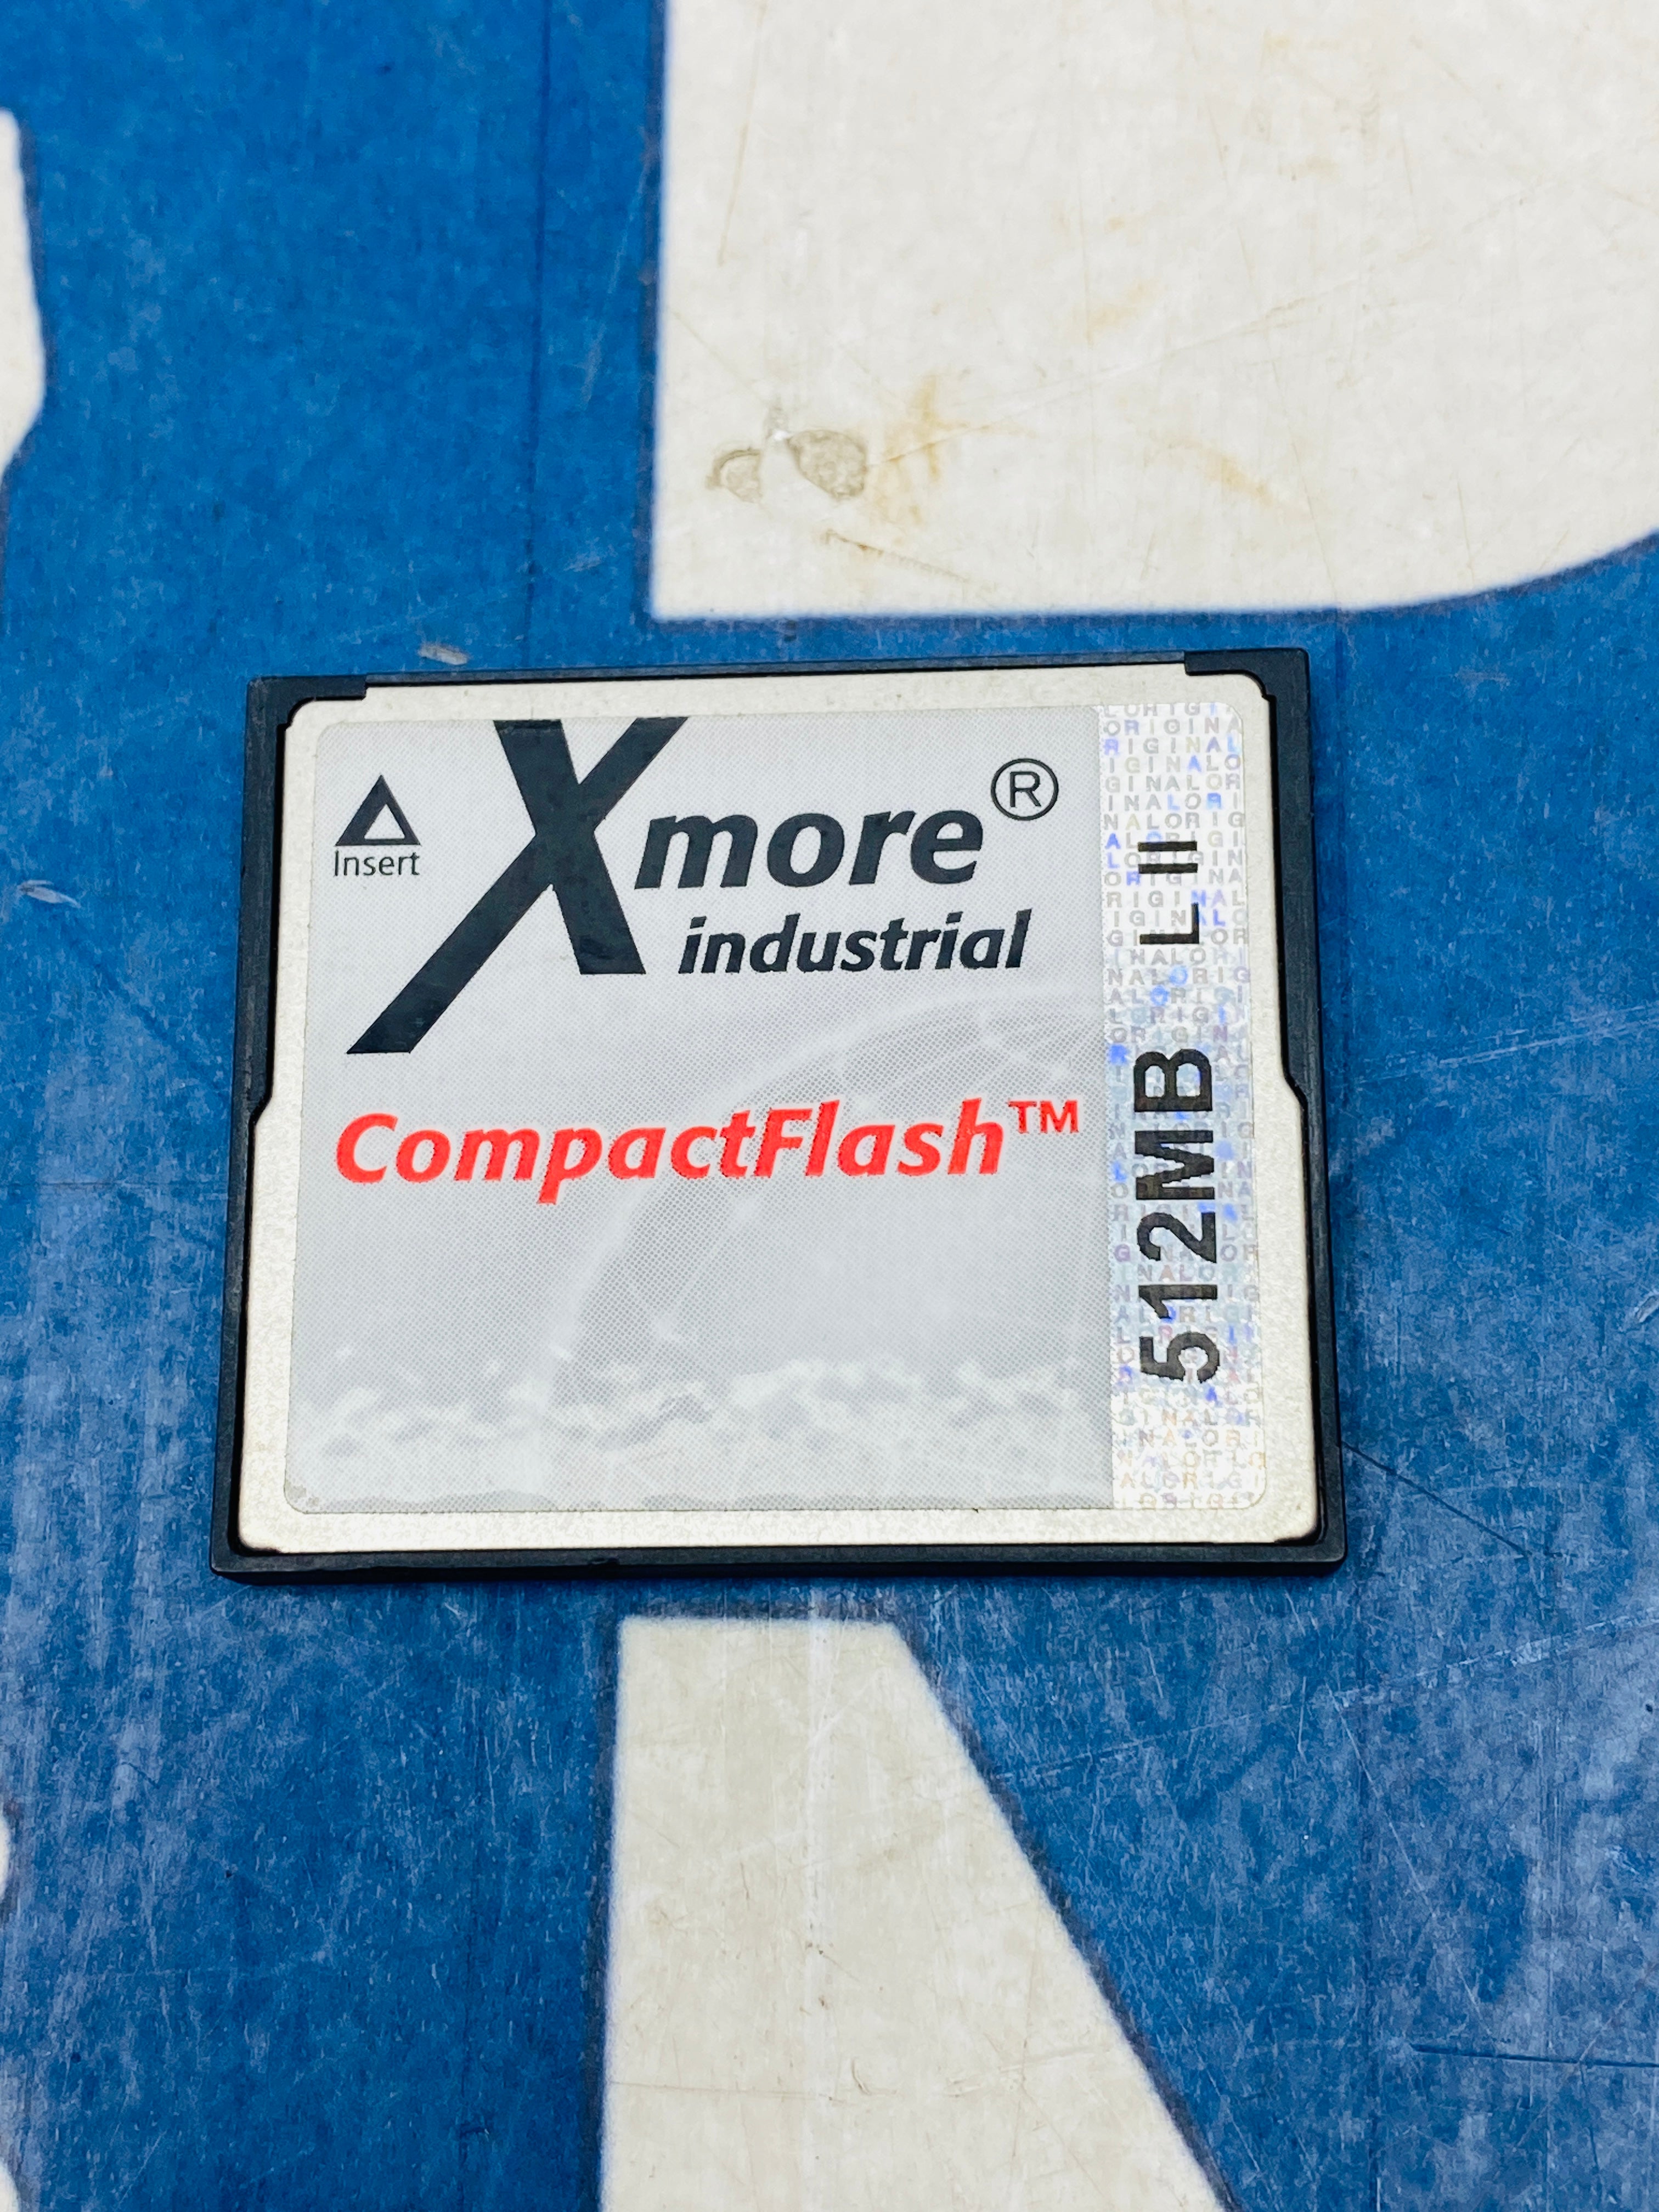 Insert
Xmore®
industrial
CompactFlash™
512MB L II